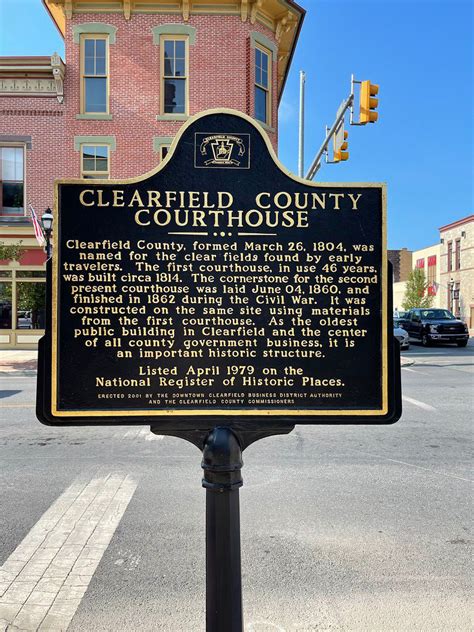 CLEARFIELD COUNTY
COURTHOUSE
Clearfield County, formed March 26, 1804, was
named for the clear fields found by early
travelers. The first courthouse, in use 46 years,
was built circa 1814. The cornerstone for the second
present courthouse was laid June 04, 1860, and
finished in 1862 during the Civil War. It was
constructed on the same site using materials
from the first courthouse. As the oldest
public building in Clearfield and the center
of all county government business, it is
an important historic structure.
Listed April 1979 on the
National Register of Historic Places.
ERECTED 2001 BY THE DOWNTOWN CLEARFIELD BUSINESS DISTRICT AUTHORITY
AND THE CLEARFIELD COUNTY COMMISSIONERS